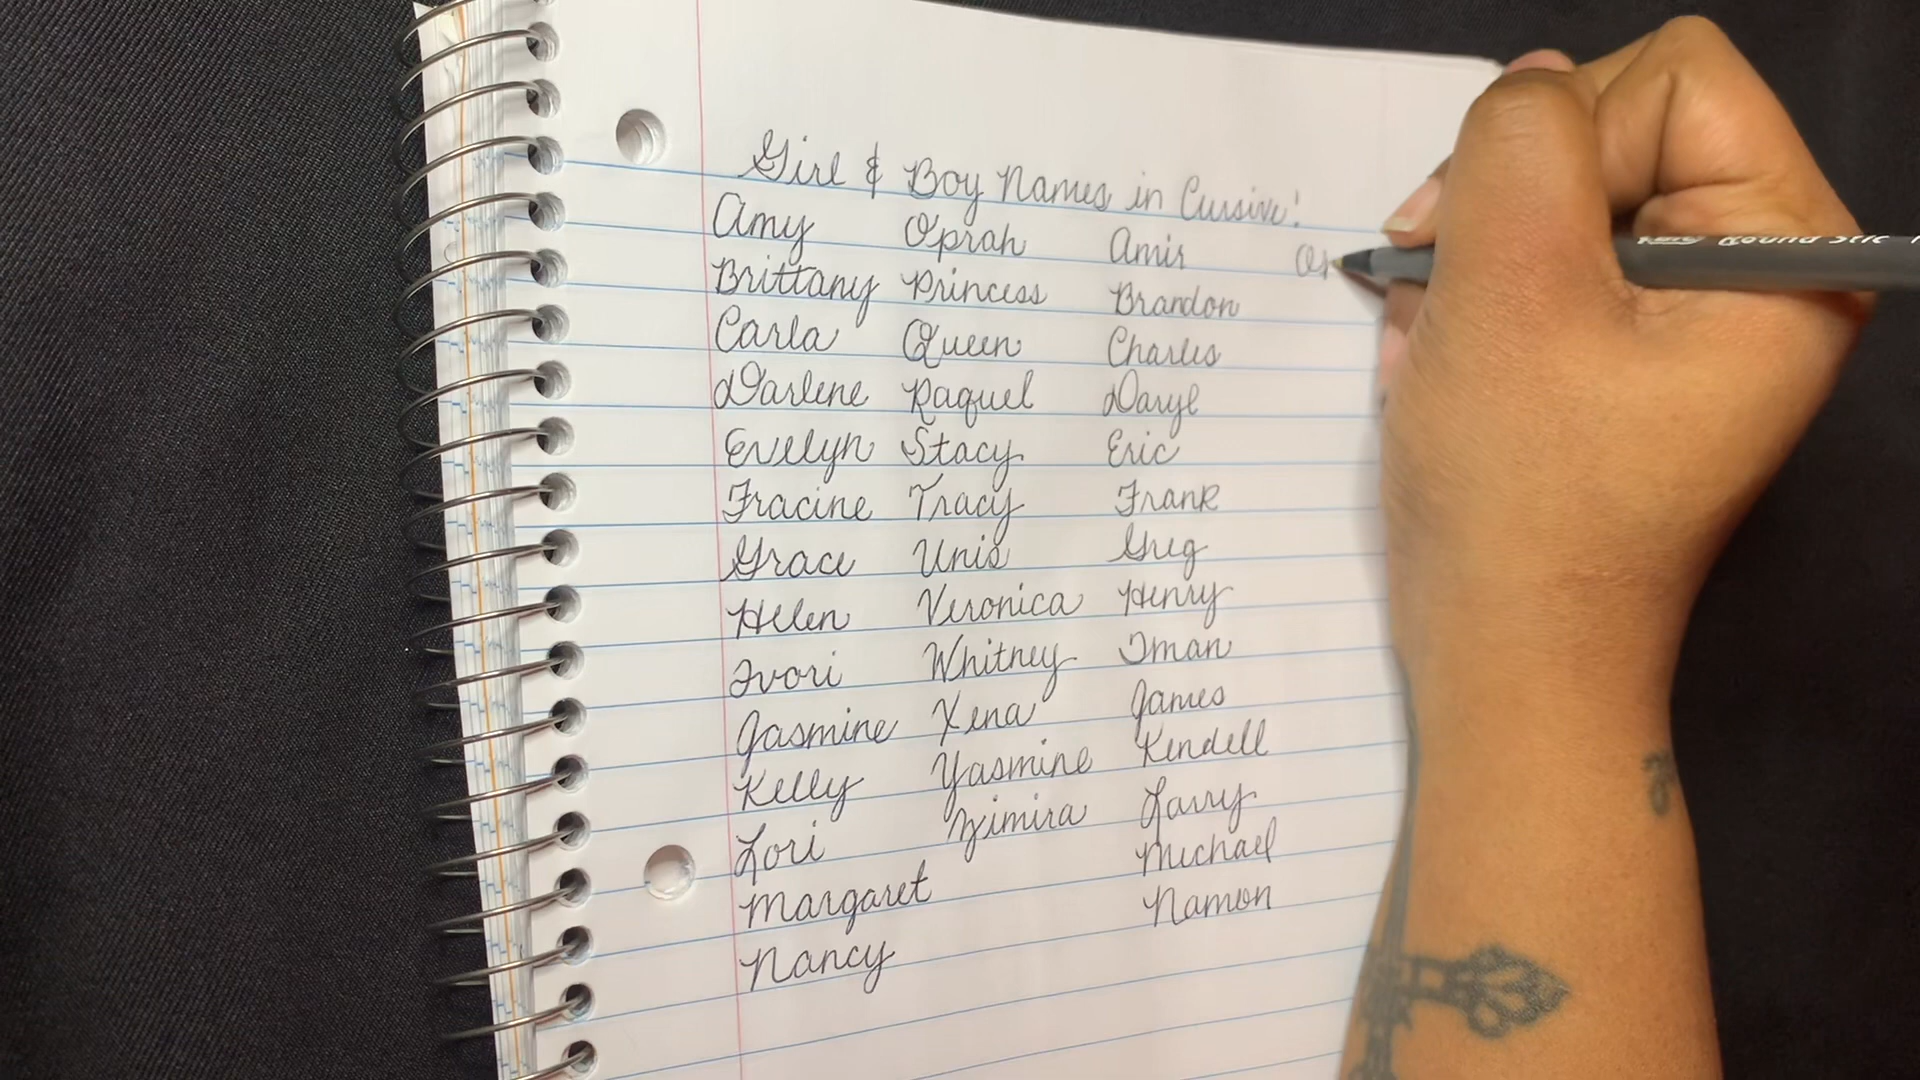 Girl & Boy Names in Cursive!
Amy Oprah Amir
Brittany Princess Brandon
Carla Queen Charles
Darlene Raquel Daryl
Evelyn Stacy Eric
Fracine Tracy Frank
Grace Unis Greg
Helen Veronica Henry
Ivori Whitney Iman
Jasmine Xena James
Kelly Yasmine Kendell
Lori Zimira Larry
Margaret Michael
Nancy Namon
Round Stic